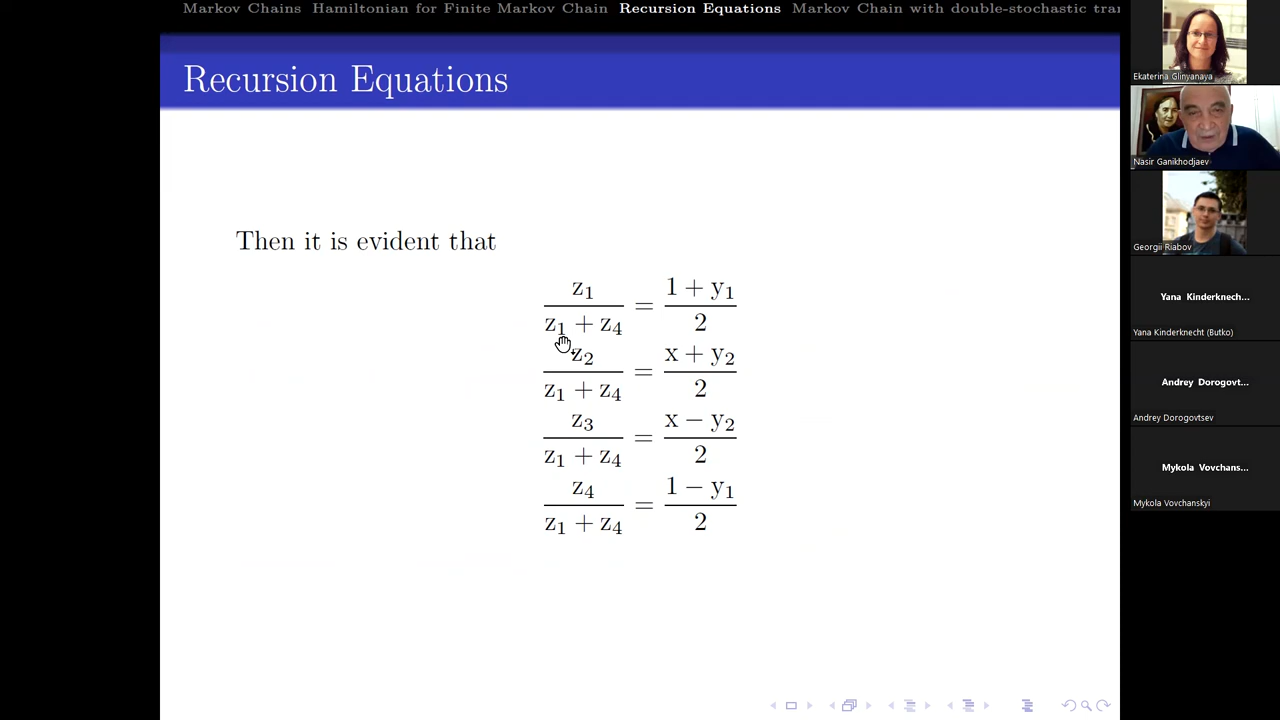 Markov Chains Hamiltonian for Finite Markov Chain Recursion Equations Markov Chain with double-stochastic tran
Recursion Equations
Then it is evident that
z₁/(z₁ + z₄) = (1 + y₁)/2
z₂/(z₁ + z₄) = (x + y₂)/2
z₃/(z₁ + z₄) = (x − y₂)/2
z₄/(z₁ + z₄) = (1 − y₁)/2
Ekaterina Glinyanaya
Nasir Ganikhodjaev
Georgii Riabov
Yana Kinderknech...
Yana Kinderknecht (Butko)
Andrey Dorogovt...
Andrey Dorogovtsev
Mykola Vovchans...
Mykola Vovchanskyi